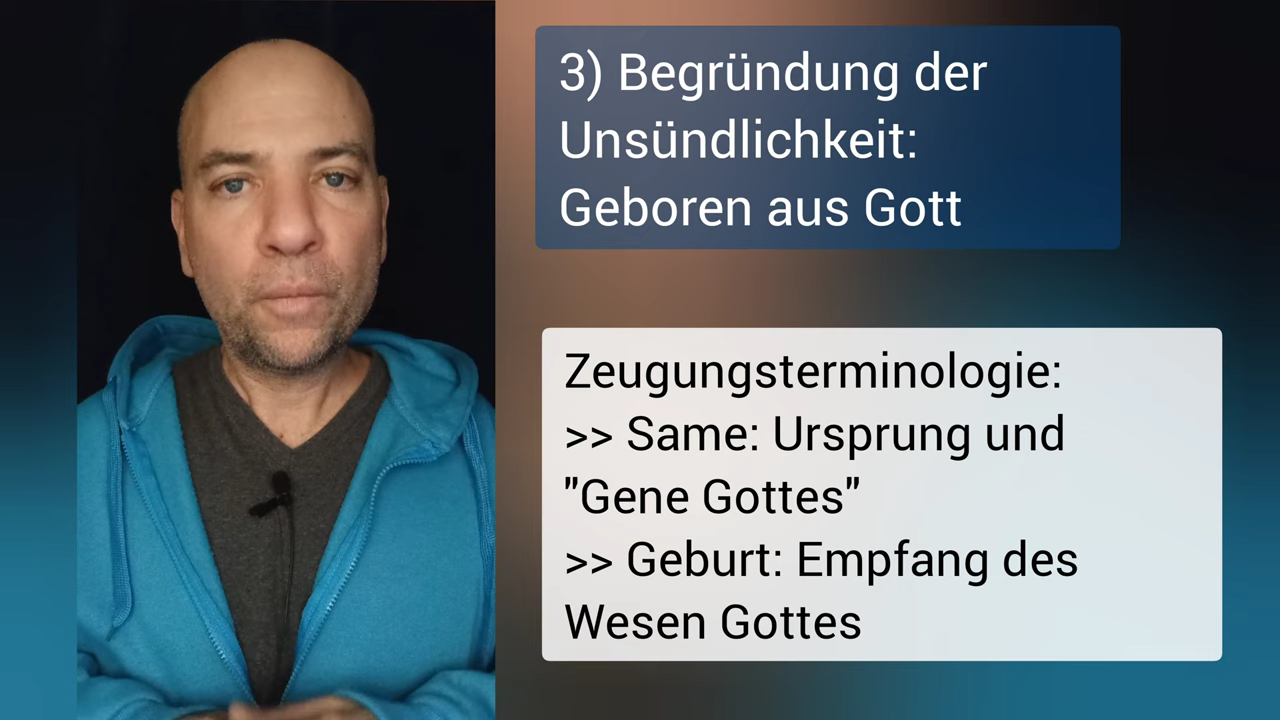 3) Begründung der
Unsündlichkeit:
Geboren aus Gott
Zeugungsterminologie:
>> Same: Ursprung und
"Gene Gottes"
>> Geburt: Empfang des
Wesen Gottes